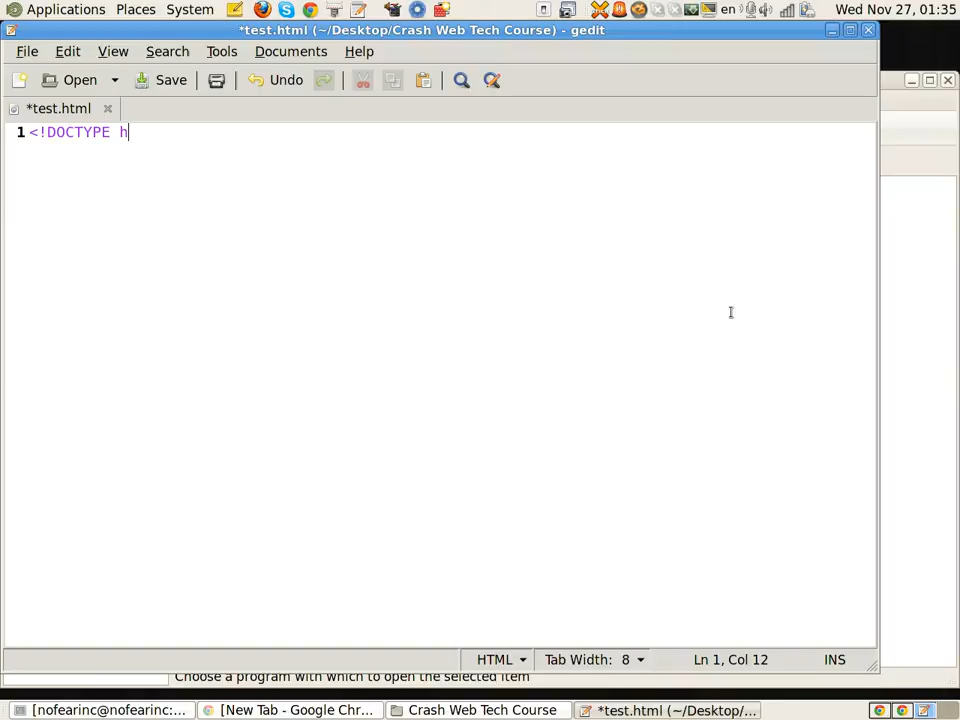 Applications Places System en Wed Nov 27, 01:35
*test.html (~/Desktop/Crash Web Tech Course) - gedit
File Edit View Search Tools Documents Help
Open Save Undo
*test.html
1 <!DOCTYPE h
HTML Tab Width: 8 Ln 1, Col 12 INS
Choose a program with which to open the selected item
[nofearinc@nofearinc:... [New Tab - Google Chr... Crash Web Tech Course *test.html (~/Desktop/...